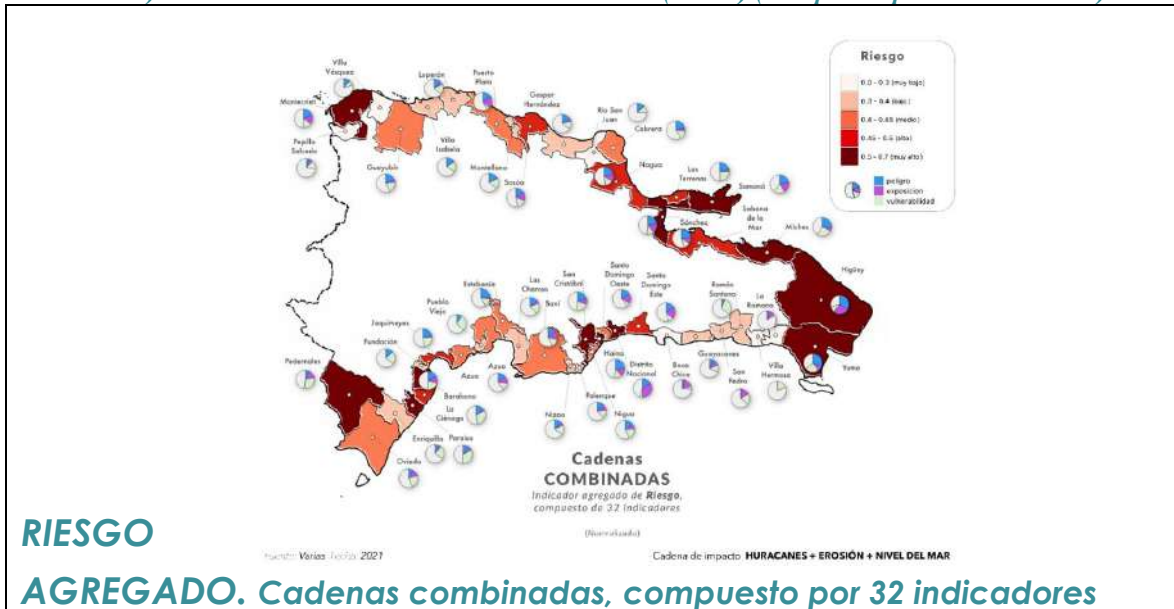 Riesgo
0.0 - 0.3 (muy bajo)
0.3 - 0.4 (bajo)
0.4 - 0.45 (medio)
0.45 - 0.5 (alto)
0.5 - 0.7 (muy alto)
peligro
exposicion
vulnerabilidad
Villa
Vásquez
Luperón
Puerto
Plata
Gaspar
Hernández
Río San
Juan
Cabrera
Montecristi
Pepillo
Salcedo
Guayubín
Villa
Isabela
Montellano
Sosúa
Nagua
Las
Terrenas
Samaná
Sánchez
Sabana
de la
Mar
Miches
Higüey
Yuma
Estebanía
Las
Charcas
San
Cristóbal
Baní
Santo
Domingo
Oeste
Santo
Domingo
Este
Ramón
Santana
La
Romana
Pueblo
Viejo
Jaquimeyes
Fundación
Pedernales
Azua
Azua
Barahona
La
Ciénaga
Enriquillo
Paraíso
Oviedo
Nizao
Palenque
Nigua
Haina
Distrito
Nacional
Boca
Chica
Guayacanes
San
Pedro
Villa
Hermosa
Cadenas
COMBINADAS
Indicador agregado de Riesgo,
compuesto de 32 indicadores
(Normalizado)
Fuente: Varias Fecha: 2021
Cadena de impacto HURACANES + EROSIÓN + NIVEL DEL MAR
RIESGO
AGREGADO. Cadenas combinadas, compuesto por 32 indicadores